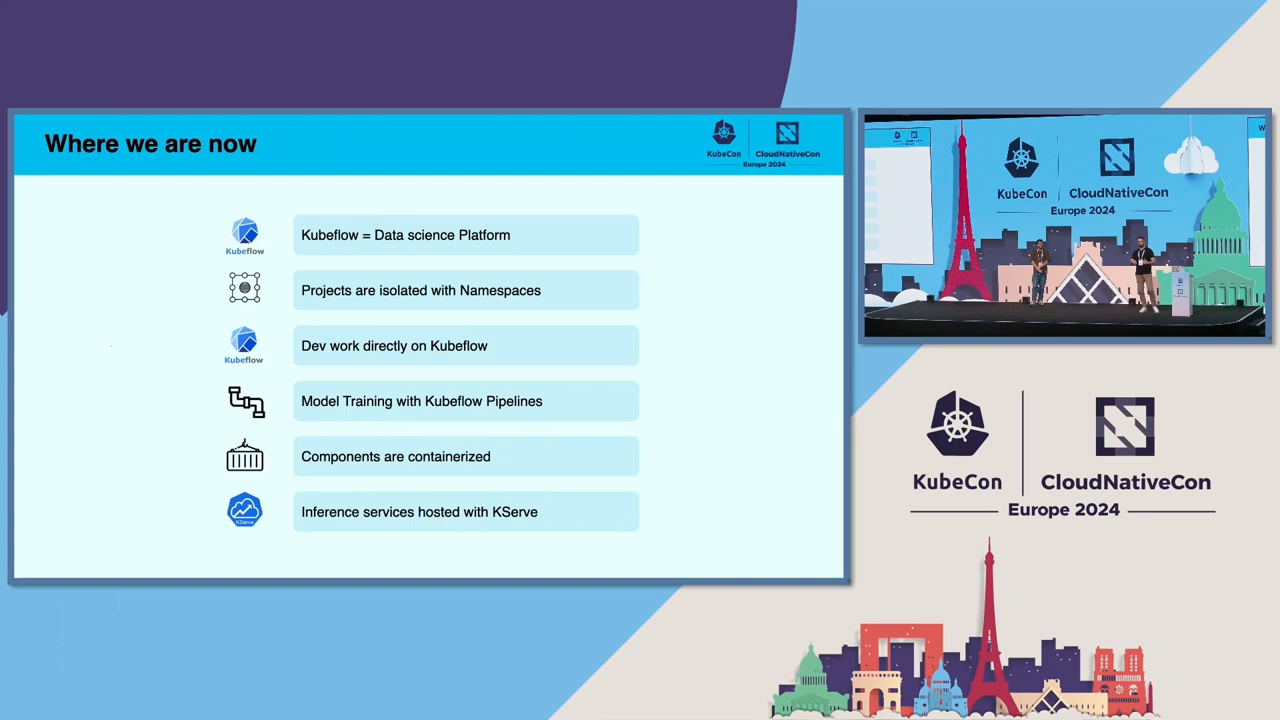 Where we are now
KubeCon
CloudNativeCon
Europe 2024
Kubeflow
Kubeflow = Data science Platform
Projects are isolated with Namespaces
Kubeflow
Dev work directly on Kubeflow
Model Training with Kubeflow Pipelines
Components are containerized
KServe
Inference services hosted with KServe
KubeCon
CloudNativeCon
Europe 2024
KubeCon
CloudNativeCon
Europe 2024